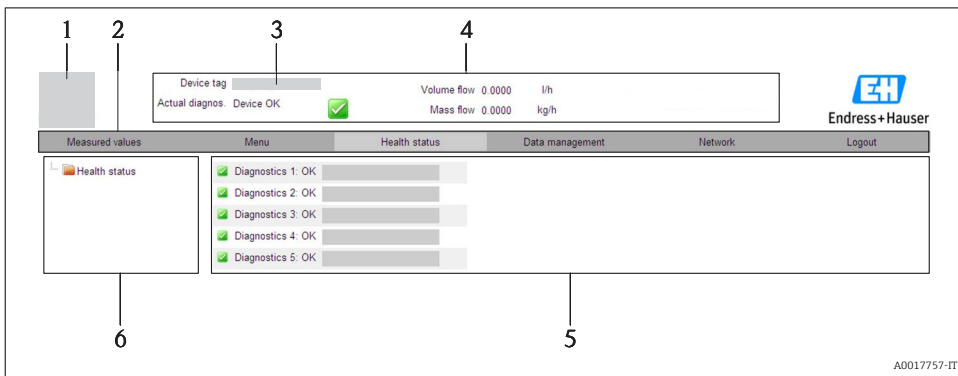 1 2 3 4
Device tag
Volume flow 0.0000 l/h
Actual diagnos. Device OK
Mass flow 0.0000 kg/h
EH
Endress+Hauser
Measured values Menu Health status Data management Network Logout
Health status
Diagnostics 1: OK
Diagnostics 2: OK
Diagnostics 3: OK
Diagnostics 4: OK
Diagnostics 5: OK
6 5
A0017757-IT